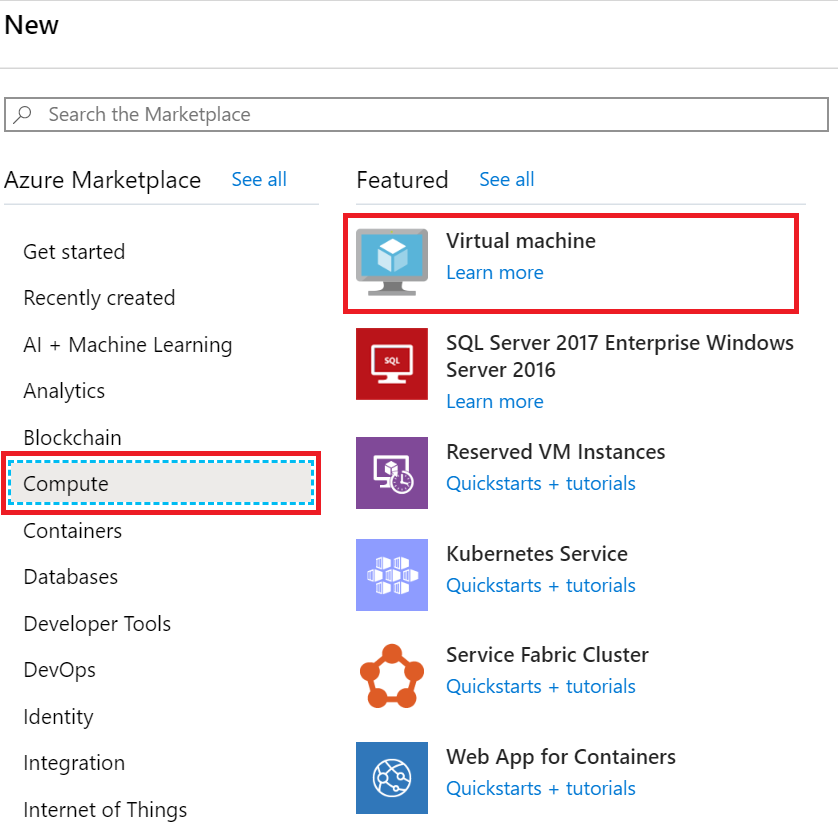 New
Search the Marketplace
Azure Marketplace See all
Get started
Recently created
AI + Machine Learning
Analytics
Blockchain
Compute
Containers
Databases
Developer Tools
DevOps
Identity
Integration
Internet of Things
Featured See all
Virtual machine
Learn more
SQL
SQL Server 2017 Enterprise Windows
Server 2016
Learn more
Reserved VM Instances
Quickstarts + tutorials
Kubernetes Service
Quickstarts + tutorials
Service Fabric Cluster
Quickstarts + tutorials
Web App for Containers
Quickstarts + tutorials